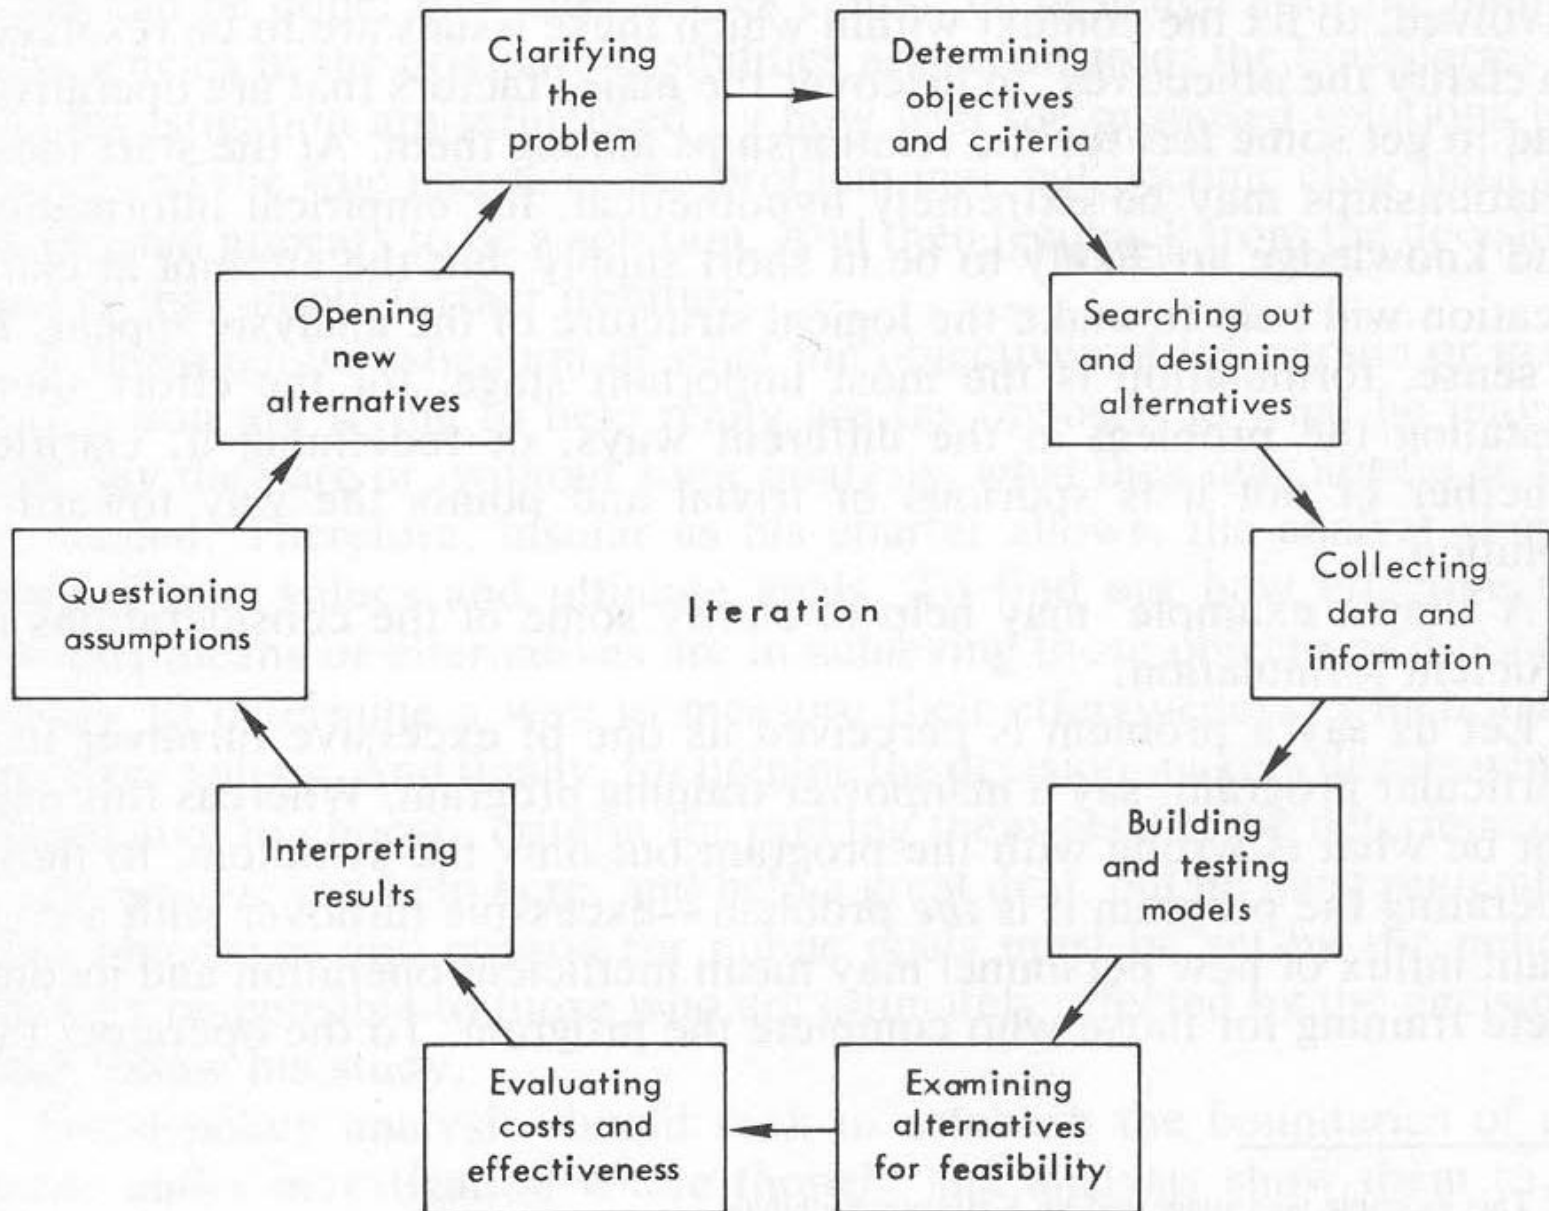 Clarifying
the
problem
Determining
objectives
and criteria
Searching out
and designing
alternatives
Collecting
data and
information
Building
and testing
models
Examining
alternatives
for feasibility
Evaluating
costs and
effectiveness
Interpreting
results
Questioning
assumptions
Opening
new
alternatives
Iteration